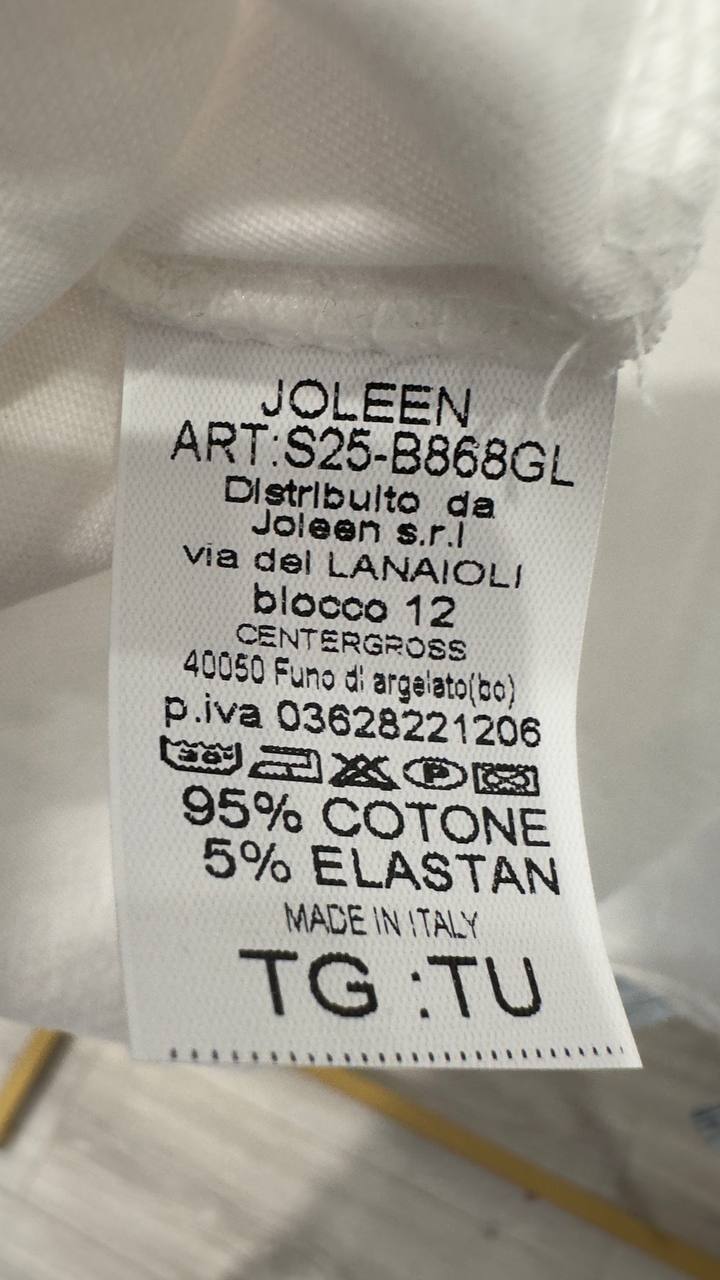 JOLEEN
ART:S25-B868GL
Distribuito da
Joleen s.r.l
via dei LANAIOLI
blocco 12
CENTERGROSS
40050 Funo di argelato(bo)
p.iva 03628221206
30° P
95% COTONE
5% ELASTAN
MADE IN ITALY
TG :TU